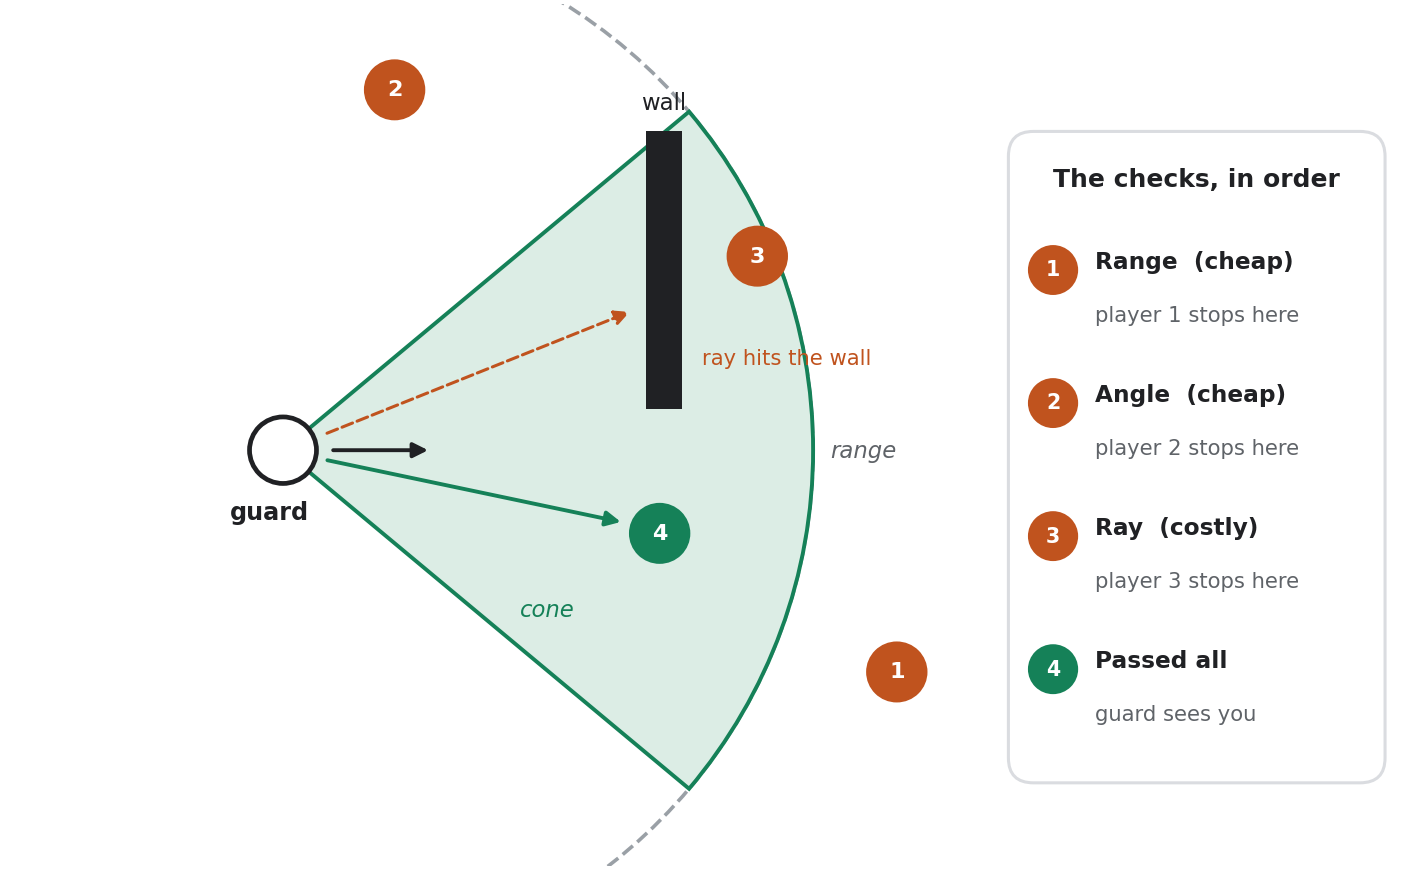 2
wall
3
ray hits the wall
range
guard
4
cone
1
The checks, in order
1 Range (cheap)
player 1 stops here
2 Angle (cheap)
player 2 stops here
3 Ray (costly)
player 3 stops here
4 Passed all
guard sees you